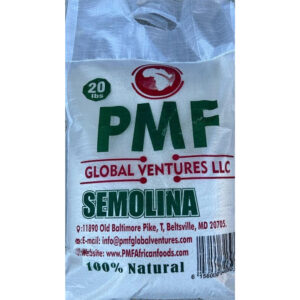 20
lbs
PMF
GLOBAL VENTURES LLC
SEMOLINA
:11890 Old Baltimore Pike, T, Beltsville, MD 20705.
E-mail: info@pmfglobalventures.com
Website: www.PMFAfricanfoods.com
100% Natural